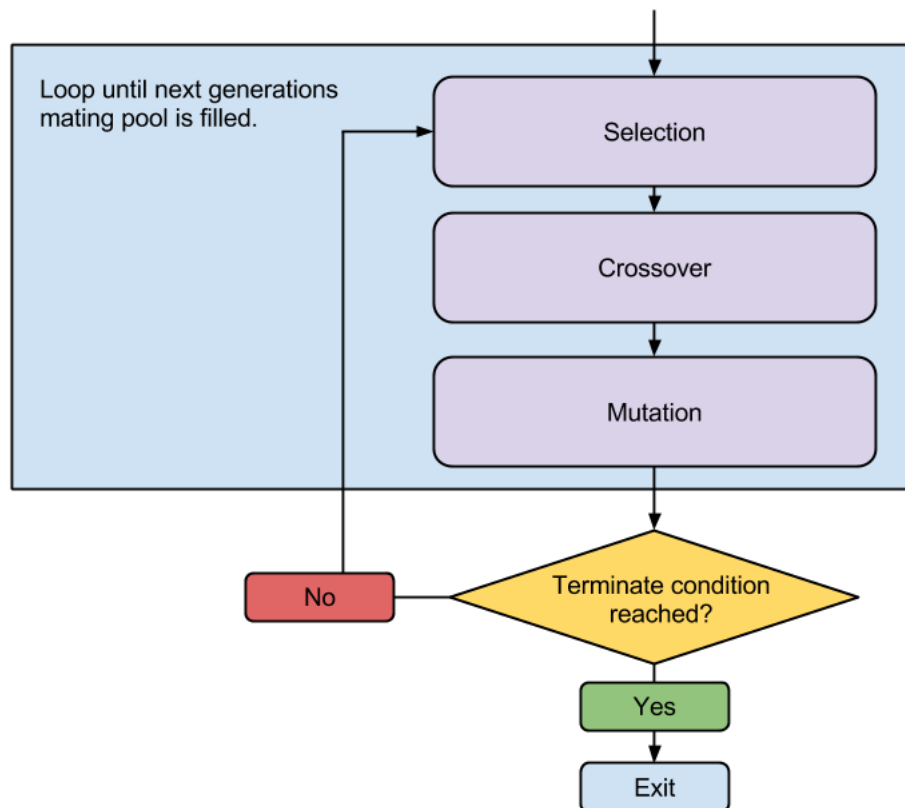 Loop until next generations
mating pool is filled.
Selection
Crossover
Mutation
Terminate condition
reached?
No
Yes
Exit